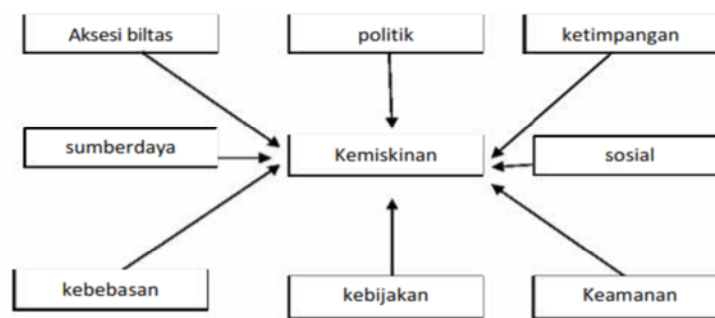 Aksesi biltas
politik
ketimpangan
sumberdaya
Kemiskinan
sosial
kebebasan
kebijakan
Keamanan